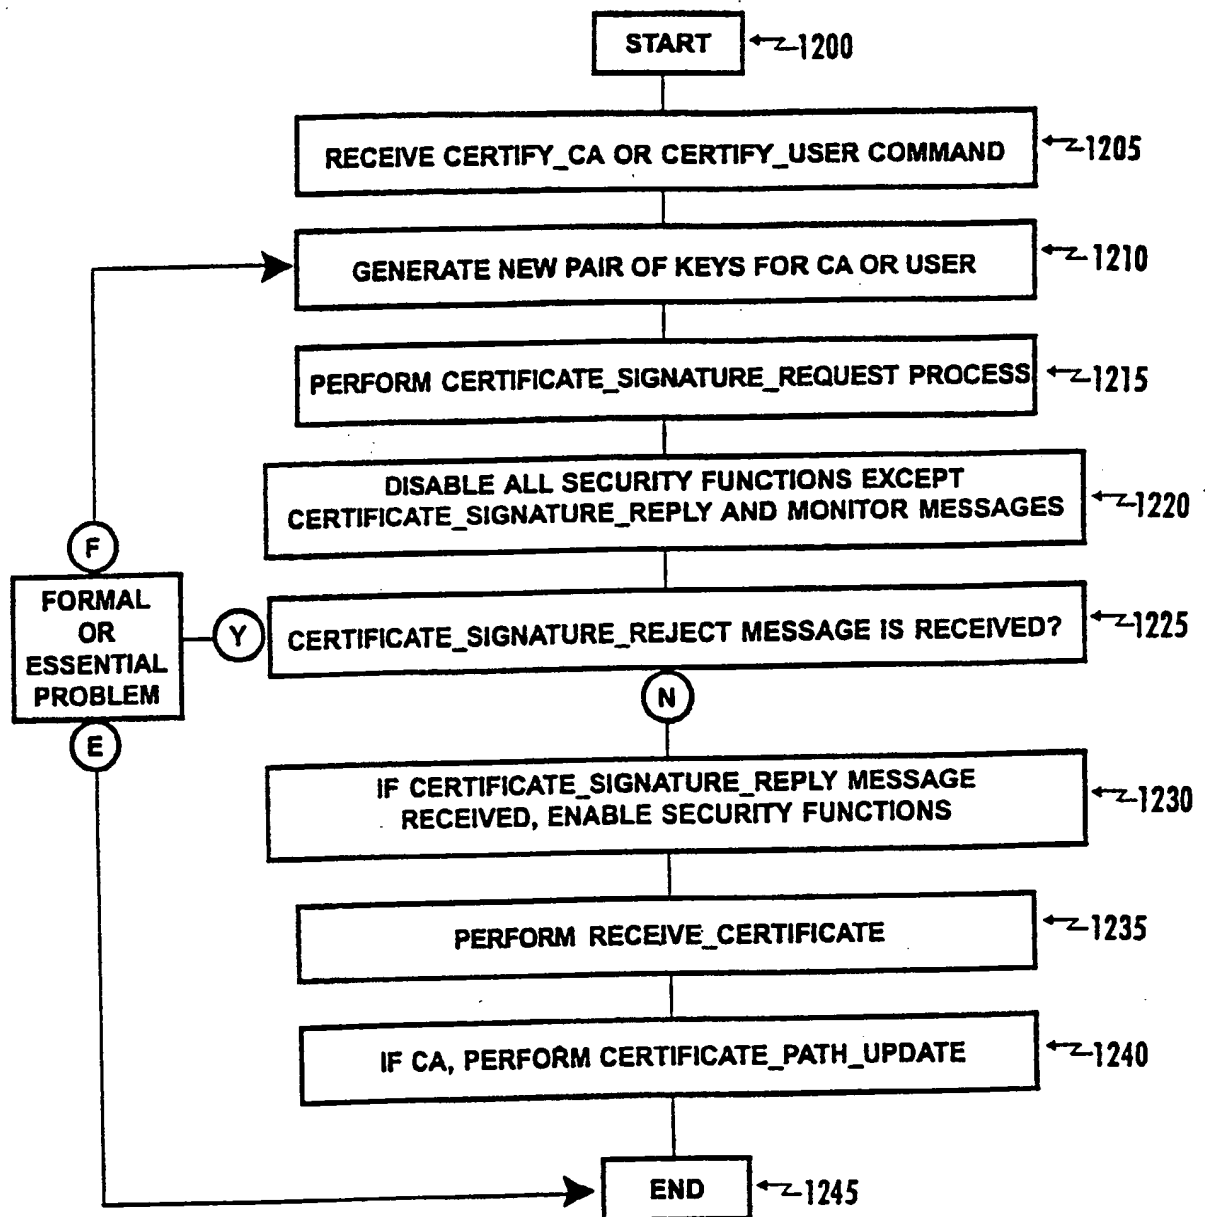 START
1200
RECEIVE CERTIFY_CA OR CERTIFY_USER COMMAND
1205
GENERATE NEW PAIR OF KEYS FOR CA OR USER
1210
PERFORM CERTIFICATE_SIGNATURE_REQUEST PROCESS
1215
DISABLE ALL SECURITY FUNCTIONS EXCEPT
CERTIFICATE_SIGNATURE_REPLY AND MONITOR MESSAGES
1220
F
FORMAL
OR
ESSENTIAL
PROBLEM
Y
CERTIFICATE_SIGNATURE_REJECT MESSAGE IS RECEIVED?
1225
N
E
IF CERTIFICATE_SIGNATURE_REPLY MESSAGE
RECEIVED, ENABLE SECURITY FUNCTIONS
1230
PERFORM RECEIVE_CERTIFICATE
1235
IF CA, PERFORM CERTIFICATE_PATH_UPDATE
1240
END
1245